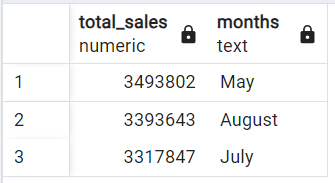 total_sales months
numeric text
1 3493802 May
2 3393643 August
3 3317847 July